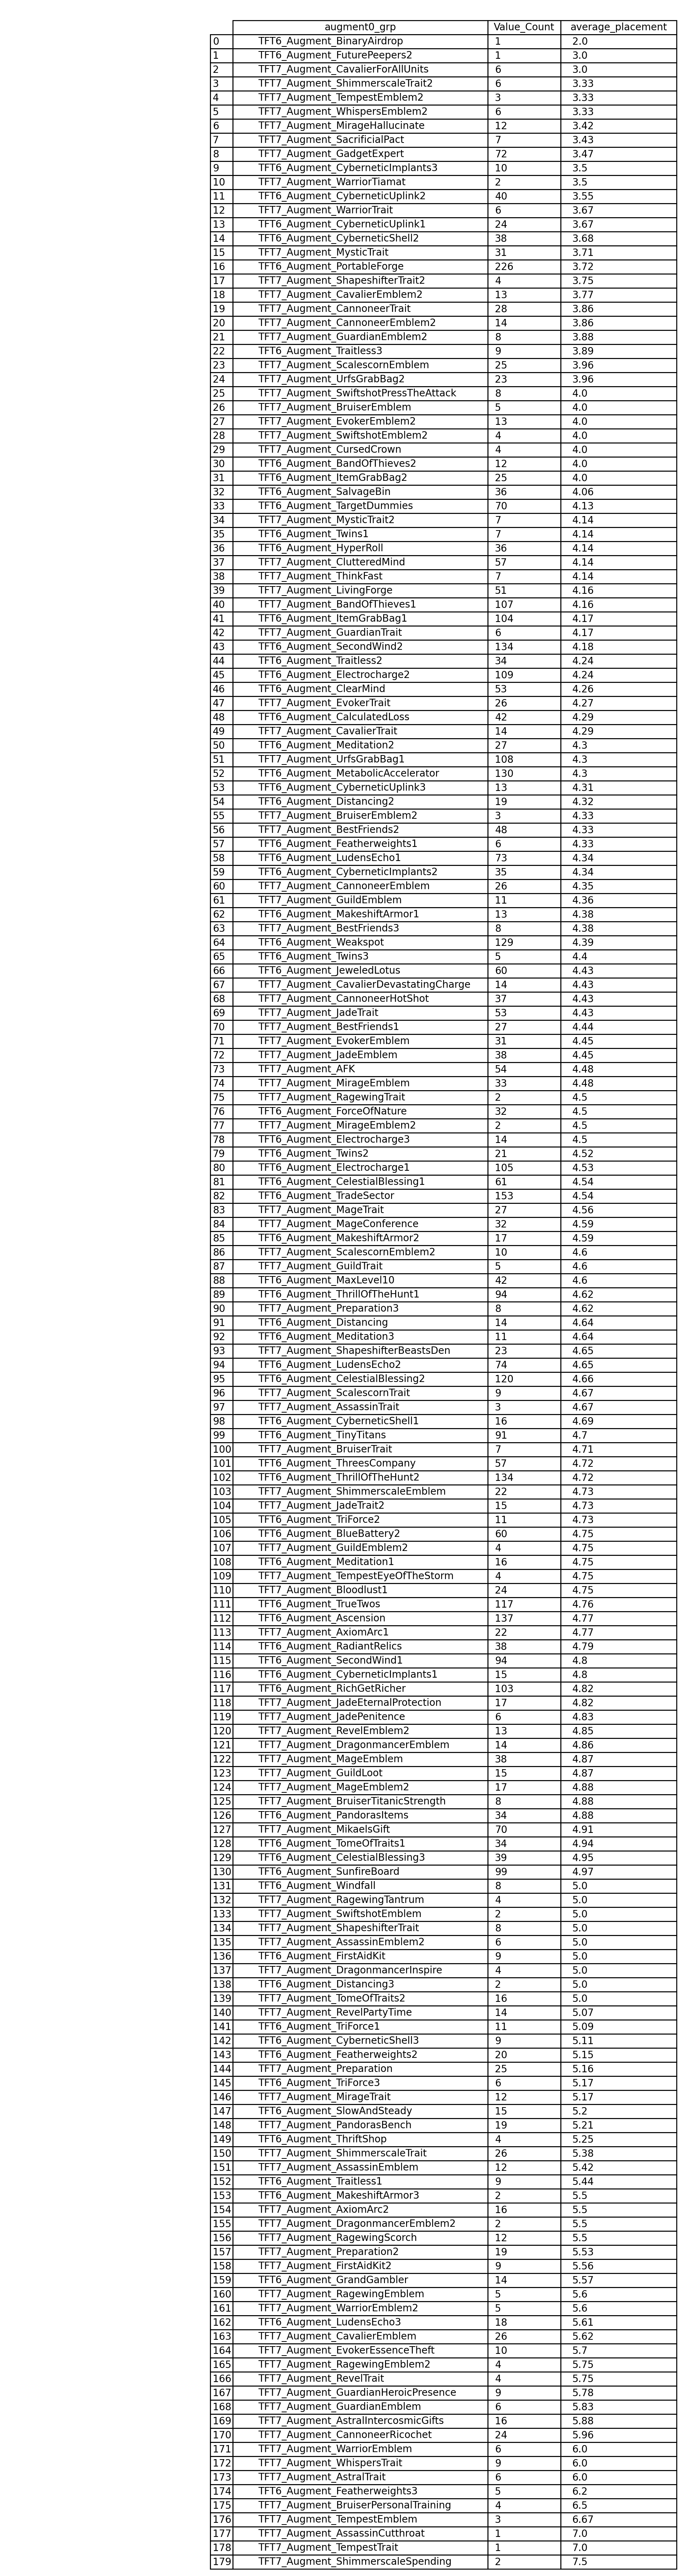 augment0_grp Value_Count average_placement
0 TFT6_Augment_BinaryAirdrop 1 2.0
1 TFT6_Augment_FuturePeepers2 1 3.0
2 TFT7_Augment_CavalierForAllUnits 6 3.0
3 TFT7_Augment_ShimmerscaleTrait2 6 3.33
4 TFT7_Augment_TempestEmblem2 3 3.33
5 TFT7_Augment_WhispersEmblem2 6 3.33
6 TFT7_Augment_MirageHallucinate 12 3.42
7 TFT7_Augment_SacrificialPact 7 3.43
8 TFT7_Augment_GadgetExpert 72 3.47
9 TFT6_Augment_CyberneticImplants3 10 3.5
10 TFT7_Augment_WarriorTiamat 2 3.5
11 TFT6_Augment_CyberneticUplink2 40 3.55
12 TFT7_Augment_WarriorTrait 6 3.67
13 TFT6_Augment_CyberneticUplink1 24 3.67
14 TFT6_Augment_CyberneticShell2 38 3.68
15 TFT7_Augment_MysticTrait 31 3.71
16 TFT6_Augment_PortableForge 226 3.72
17 TFT7_Augment_ShapeshifterTrait2 4 3.75
18 TFT7_Augment_CavalierEmblem2 13 3.77
19 TFT7_Augment_CannoneerTrait 28 3.86
20 TFT7_Augment_CannoneerEmblem2 14 3.86
21 TFT7_Augment_GuardianEmblem2 8 3.88
22 TFT6_Augment_Traitless3 9 3.89
23 TFT7_Augment_ScalescornEmblem 25 3.96
24 TFT7_Augment_UrfsGrabBag2 23 3.96
25 TFT7_Augment_SwiftshotPressTheAttack 8 4.0
26 TFT7_Augment_BruiserEmblem 5 4.0
27 TFT7_Augment_EvokerEmblem2 13 4.0
28 TFT7_Augment_SwiftshotEmblem2 4 4.0
29 TFT7_Augment_CursedCrown 4 4.0
30 TFT6_Augment_BandOfThieves2 12 4.0
31 TFT6_Augment_ItemGrabBag2 25 4.0
32 TFT6_Augment_SalvageBin 36 4.06
33 TFT6_Augment_TargetDummies 70 4.13
34 TFT7_Augment_MysticTrait2 7 4.14
35 TFT6_Augment_Twins1 7 4.14
36 TFT6_Augment_HyperRoll 36 4.14
37 TFT7_Augment_ClutteredMind 57 4.14
38 TFT7_Augment_ThinkFast 7 4.14
39 TFT7_Augment_LivingForge 51 4.16
40 TFT7_Augment_BandOfThieves1 107 4.16
41 TFT6_Augment_ItemGrabBag1 104 4.17
42 TFT7_Augment_GuardianTrait 6 4.17
43 TFT6_Augment_SecondWind2 134 4.18
44 TFT6_Augment_Traitless2 34 4.24
45 TFT6_Augment_Electrocharge2 109 4.24
46 TFT6_Augment_ClearMind 53 4.26
47 TFT7_Augment_EvokerTrait 26 4.27
48 TFT6_Augment_CalculatedLoss 42 4.29
49 TFT7_Augment_CavalierTrait 14 4.29
50 TFT6_Augment_Meditation2 27 4.3
51 TFT7_Augment_UrfsGrabBag1 108 4.3
52 TFT6_Augment_MetabolicAccelerator 130 4.3
53 TFT6_Augment_CyberneticUplink3 13 4.31
54 TFT6_Augment_Distancing2 19 4.32
55 TFT7_Augment_BruiserEmblem2 3 4.33
56 TFT7_Augment_BestFriends2 48 4.33
57 TFT6_Augment_Featherweights1 6 4.33
58 TFT6_Augment_LudensEcho1 73 4.34
59 TFT6_Augment_CyberneticImplants2 35 4.34
60 TFT7_Augment_CannoneerEmblem 26 4.35
61 TFT7_Augment_GuildEmblem 11 4.36
62 TFT6_Augment_MakeshiftArmor1 13 4.38
63 TFT7_Augment_BestFriends3 8 4.38
64 TFT6_Augment_Weakspot 129 4.39
65 TFT6_Augment_Twins3 5 4.4
66 TFT6_Augment_JeweledLotus 60 4.43
67 TFT7_Augment_CavalierDevastatingCharge 14 4.43
68 TFT7_Augment_CannoneerHotShot 37 4.43
69 TFT7_Augment_JadeTrait 53 4.43
70 TFT7_Augment_BestFriends1 27 4.44
71 TFT7_Augment_EvokerEmblem 31 4.45
72 TFT7_Augment_JadeEmblem 38 4.45
73 TFT7_Augment_AFK 54 4.48
74 TFT7_Augment_MirageEmblem 33 4.48
75 TFT7_Augment_RagewingTrait 2 4.5
76 TFT6_Augment_ForceOfNature 32 4.5
77 TFT7_Augment_MirageEmblem2 2 4.5
78 TFT6_Augment_Electrocharge3 14 4.5
79 TFT6_Augment_Twins2 21 4.52
80 TFT6_Augment_Electrocharge1 105 4.53
81 TFT6_Augment_CelestialBlessing1 61 4.54
82 TFT6_Augment_TradeSector 153 4.54
83 TFT7_Augment_MageTrait 27 4.56
84 TFT7_Augment_MageConference 32 4.59
85 TFT6_Augment_MakeshiftArmor2 17 4.59
86 TFT7_Augment_ScalescornEmblem2 10 4.6
87 TFT7_Augment_GuildTrait 5 4.6
88 TFT6_Augment_MaxLevel10 42 4.6
89 TFT6_Augment_ThrillOfTheHunt1 94 4.62
90 TFT7_Augment_Preparation3 8 4.62
91 TFT6_Augment_Distancing 14 4.64
92 TFT6_Augment_Meditation3 11 4.64
93 TFT7_Augment_ShapeshifterBeastsDen 23 4.65
94 TFT6_Augment_LudensEcho2 74 4.65
95 TFT6_Augment_CelestialBlessing2 120 4.66
96 TFT7_Augment_ScalescornTrait 9 4.67
97 TFT7_Augment_AssassinTrait 3 4.67
98 TFT6_Augment_CyberneticShell1 16 4.69
99 TFT6_Augment_TinyTitans 91 4.7
100 TFT7_Augment_BruiserTrait 7 4.71
101 TFT6_Augment_ThreesCompany 57 4.72
102 TFT6_Augment_ThrillOfTheHunt2 134 4.72
103 TFT7_Augment_ShimmerscaleEmblem 22 4.73
104 TFT7_Augment_JadeTrait2 15 4.73
105 TFT6_Augment_TriForce2 11 4.73
106 TFT6_Augment_BlueBattery2 60 4.75
107 TFT7_Augment_GuildEmblem2 4 4.75
108 TFT6_Augment_Meditation1 16 4.75
109 TFT7_Augment_TempestEyeOfTheStorm 4 4.75
110 TFT7_Augment_Bloodlust1 24 4.75
111 TFT6_Augment_TrueTwos 117 4.76
112 TFT6_Augment_Ascension 137 4.77
113 TFT7_Augment_AxiomArc1 22 4.77
114 TFT6_Augment_RadiantRelics 38 4.79
115 TFT6_Augment_SecondWind1 94 4.8
116 TFT6_Augment_CyberneticImplants1 15 4.8
117 TFT6_Augment_RichGetRicher 103 4.82
118 TFT7_Augment_JadeEternalProtection 17 4.82
119 TFT7_Augment_JadePenitence 6 4.83
120 TFT7_Augment_RevelEmblem2 13 4.85
121 TFT7_Augment_DragonmancerEmblem 14 4.86
122 TFT7_Augment_MageEmblem 38 4.87
123 TFT7_Augment_GuildLoot 15 4.87
124 TFT7_Augment_MageEmblem2 17 4.88
125 TFT7_Augment_BruiserTitanicStrength 8 4.88
126 TFT6_Augment_PandorasItems 34 4.88
127 TFT7_Augment_MikaelsGift 70 4.91
128 TFT6_Augment_TomeOfTraits1 34 4.94
129 TFT6_Augment_CelestialBlessing3 39 4.95
130 TFT6_Augment_SunfireBoard 99 4.97
131 TFT6_Augment_Windfall 8 5.0
132 TFT7_Augment_RagewingTantrum 4 5.0
133 TFT7_Augment_SwiftshotEmblem 2 5.0
134 TFT7_Augment_ShapeshifterTrait 8 5.0
135 TFT7_Augment_AssassinEmblem2 6 5.0
136 TFT6_Augment_FirstAidKit 9 5.0
137 TFT7_Augment_DragonmancerInspire 4 5.0
138 TFT6_Augment_Distancing3 2 5.0
139 TFT7_Augment_TomeOfTraits2 16 5.0
140 TFT7_Augment_RevelPartyTime 14 5.07
141 TFT6_Augment_TriForce1 11 5.09
142 TFT6_Augment_CyberneticShell3 9 5.11
143 TFT6_Augment_Featherweights2 20 5.15
144 TFT7_Augment_Preparation 25 5.16
145 TFT6_Augment_TriForce3 6 5.17
146 TFT7_Augment_MirageTrait 12 5.17
147 TFT6_Augment_SlowAndSteady 15 5.2
148 TFT7_Augment_PandorasBench 19 5.21
149 TFT6_Augment_ThriftShop 4 5.25
150 TFT7_Augment_ShimmerscaleTrait 26 5.38
151 TFT7_Augment_AssassinEmblem 12 5.42
152 TFT6_Augment_Traitless1 9 5.44
153 TFT6_Augment_MakeshiftArmor3 2 5.5
154 TFT7_Augment_AxiomArc2 16 5.5
155 TFT7_Augment_DragonmancerEmblem2 2 5.5
156 TFT7_Augment_RagewingScorch 12 5.5
157 TFT7_Augment_Preparation2 19 5.53
158 TFT7_Augment_FirstAidKit2 9 5.56
159 TFT6_Augment_GrandGambler 14 5.57
160 TFT7_Augment_RagewingEmblem 5 5.6
161 TFT7_Augment_WarriorEmblem2 5 5.6
162 TFT6_Augment_LudensEcho3 18 5.61
163 TFT7_Augment_CavalierEmblem 26 5.62
164 TFT7_Augment_EvokerEssenceTheft 10 5.7
165 TFT7_Augment_RagewingEmblem2 4 5.75
166 TFT7_Augment_RevelTrait 4 5.75
167 TFT7_Augment_GuardianHeroicPresence 9 5.78
168 TFT7_Augment_GuardianEmblem 6 5.83
169 TFT7_Augment_AstralIntercosmicGifts 16 5.88
170 TFT7_Augment_CannoneerRicochet 24 5.96
171 TFT7_Augment_WarriorEmblem 6 6.0
172 TFT7_Augment_WhispersTrait 9 6.0
173 TFT7_Augment_AstralTrait 6 6.0
174 TFT6_Augment_Featherweights3 5 6.2
175 TFT7_Augment_BruiserPersonalTraining 4 6.5
176 TFT7_Augment_TempestEmblem 3 6.67
177 TFT7_Augment_AssassinCutthroat 1 7.0
178 TFT7_Augment_TempestTrait 1 7.0
179 TFT7_Augment_ShimmerscaleSpending 2 7.5